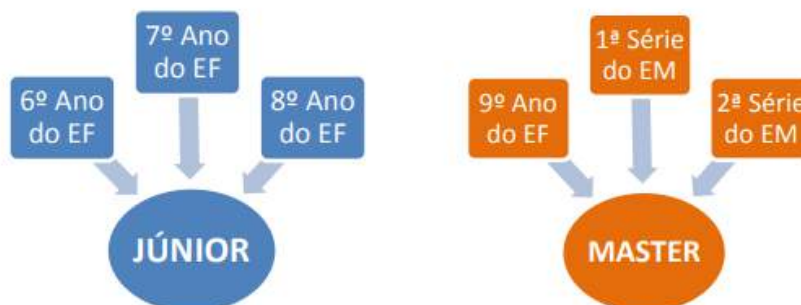 7º Ano
do EF
6º Ano
do EF
8º Ano
do EF
JÚNIOR
1ª Série
do EM
9º Ano
do EF
2ª Série
do EM
MASTER